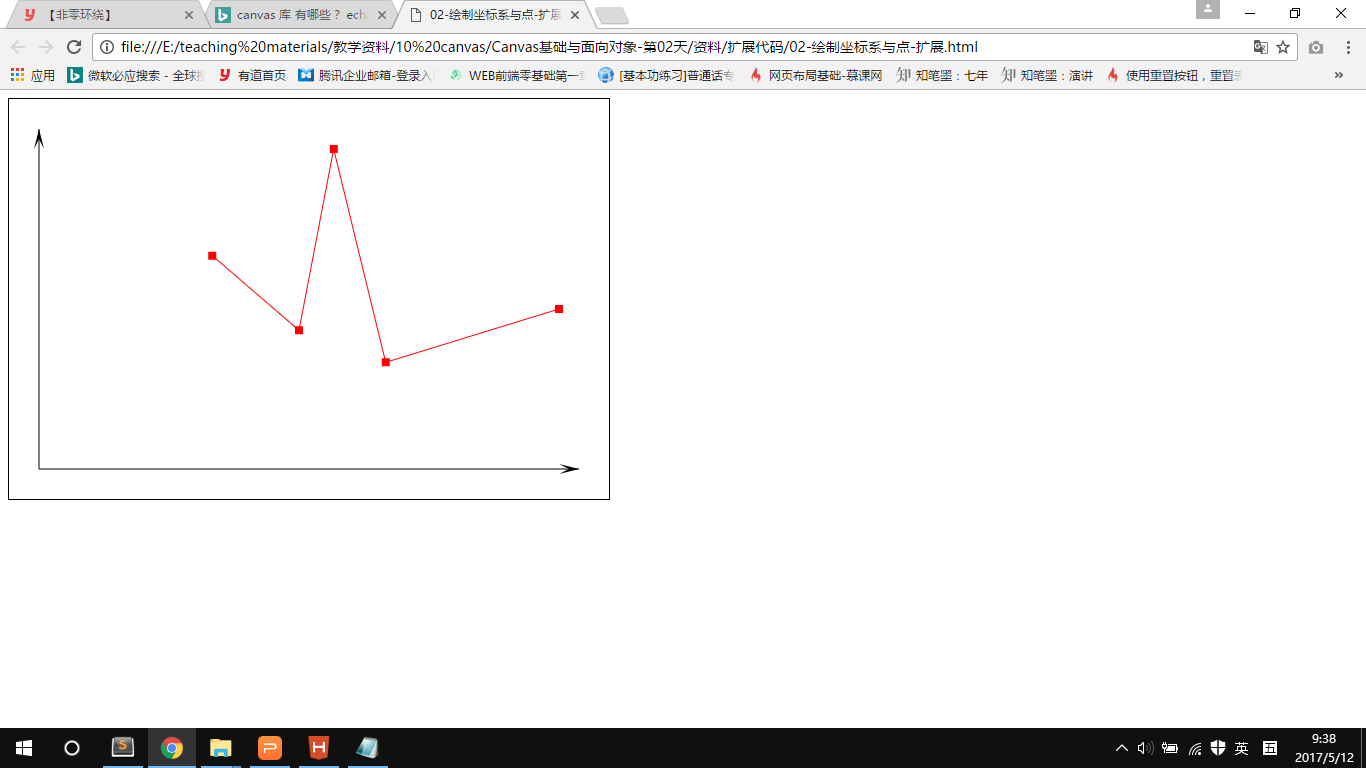 【非零环绕】
canvas 库 有哪些？ ech
02-绘制坐标系与点-扩展
file:///E:/teaching%20materials/教学资料/10%20canvas/Canvas基础与面向对象-第02天/资料/扩展代码/02-绘制坐标系与点-扩展.html
应用
微软必应搜索 - 全球
有道首页
腾讯企业邮箱-登录入
WEB前端零基础第一
[基本功练习]普通话专
网页布局基础-慕课网
知笔墨：七年
知笔墨：演讲
使用重置按钮，重置
英
9:38
2017/5/12